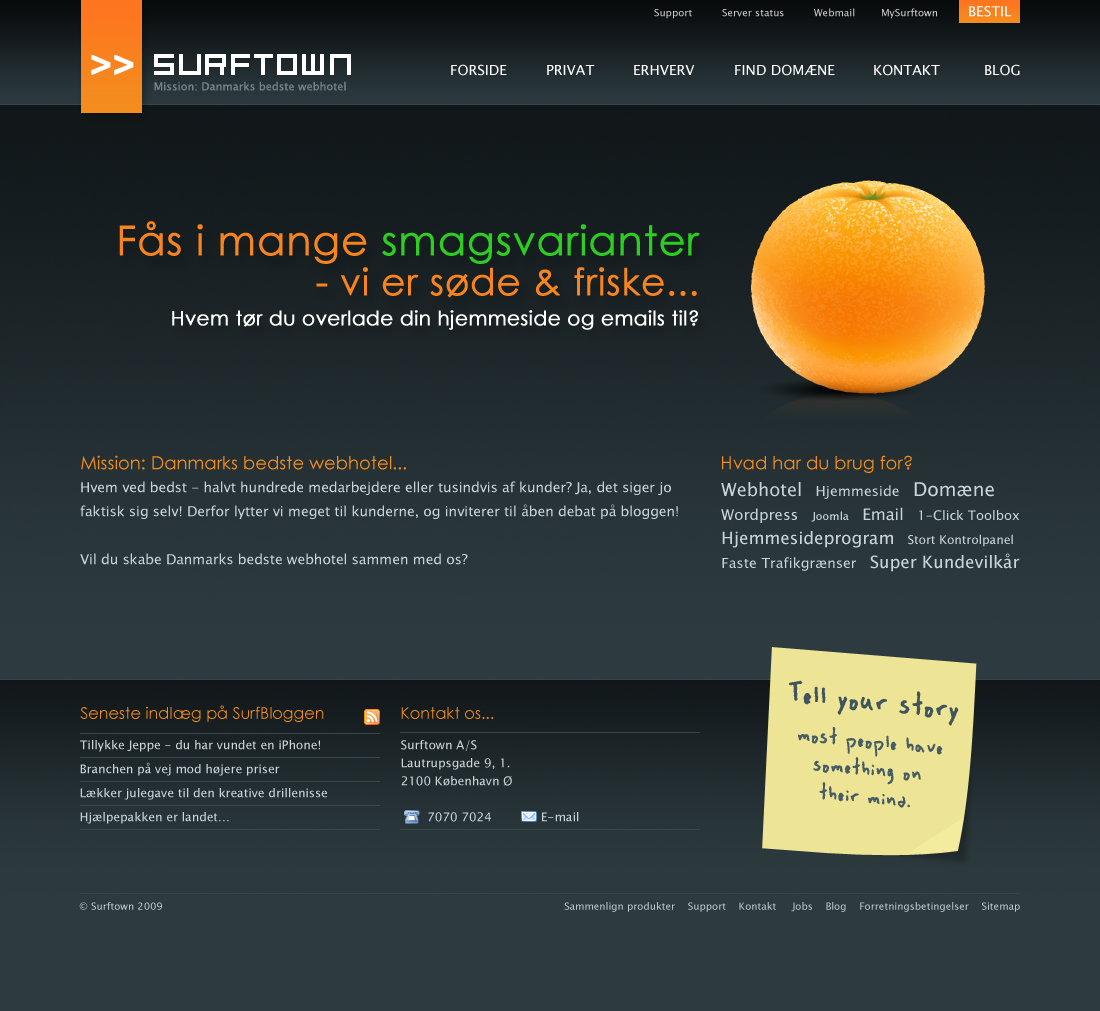 Support Server status Webmail MySurftown BESTIL
>> SURFTOWN
Mission: Danmarks bedste webhotel
FORSIDE PRIVAT ERHVERV FIND DOMÆNE KONTAKT BLOG
Fås i mange smagsvarianter
- vi er søde & friske...
Hvem tør du overlade din hjemmeside og emails til?
Mission: Danmarks bedste webhotel...
Hvem ved bedst - halvt hundrede medarbejdere eller tusindvis af kunder? Ja, det siger jo
faktisk sig selv! Derfor lytter vi meget til kunderne, og inviterer til åben debat på bloggen!
Vil du skabe Danmarks bedste webhotel sammen med os?
Hvad har du brug for?
Webhotel Hjemmeside Domæne
Wordpress Joomla Email 1-Click Toolbox
Hjemmesideprogram Stort Kontrolpanel
Faste Trafikgrænser Super Kundevilkår
Seneste indlæg på SurfBloggen
Tillykke Jeppe - du har vundet en iPhone!
Branchen på vej mod højere priser
Lækker julegave til den kreative drillenisse
Hjælpepakken er landet...
Kontakt os...
Surftown A/S
Lautrupsgade 9, 1.
2100 København Ø
7070 7024 E-mail
Tell your story
most people have
something on
their mind.
© Surftown 2009
Sammenlign produkter Support Kontakt Jobs Blog Forretningsbetingelser Sitemap